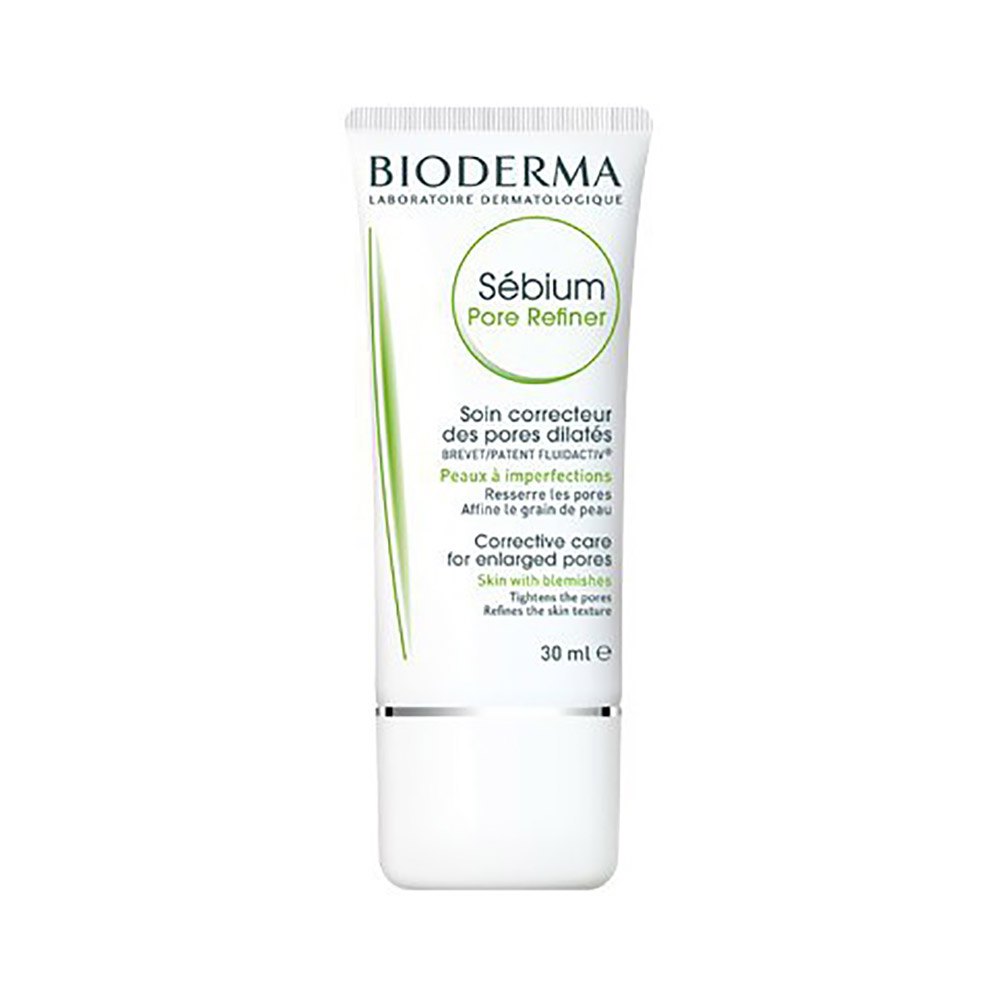 BIODERMA
LABORATOIRE DERMATOLOGIQUE
Sébium
Pore Refiner
Soin correcteur
des pores dilatés
BREVET/PATENT FLUIDACTIV®
Peaux à imperfections
Resserre les pores
Affine le grain de peau
Corrective care
for enlarged pores
Skin with blemishes
Tightens the pores
Refines the skin texture
30 ml ℮